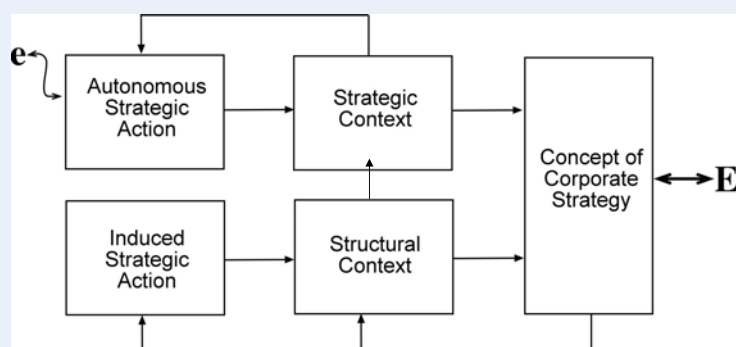 e
Autonomous
Strategic
Action
Strategic
Context
Concept of
Corporate
Strategy
E
Induced
Strategic
Action
Structural
Context